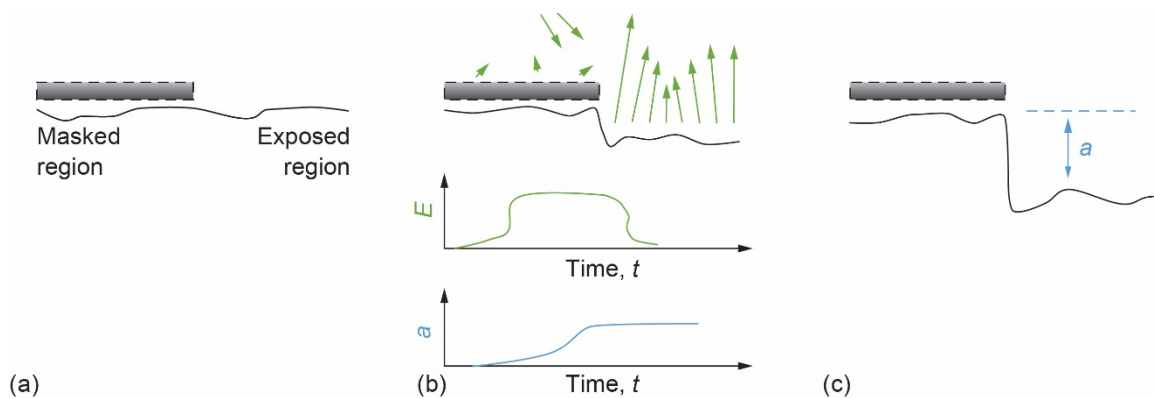 Masked
region
Exposed
region
(a)
E
Time, t
a
Time, t
(b)
a
(c)